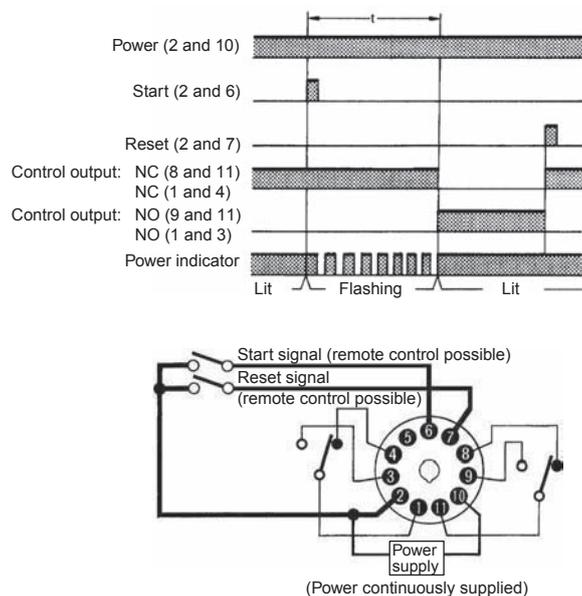 t
Power (2 and 10)
Start (2 and 6)
Reset (2 and 7)
Control output: NC (8 and 11)
NC (1 and 4)
Control output: NO (9 and 11)
NO (1 and 3)
Power indicator
Lit Flashing Lit
Start signal (remote control possible)
Reset signal
(remote control possible)
5 6 7
4 8
3 9
2 10
1 11
Power
supply
(Power continuously supplied)